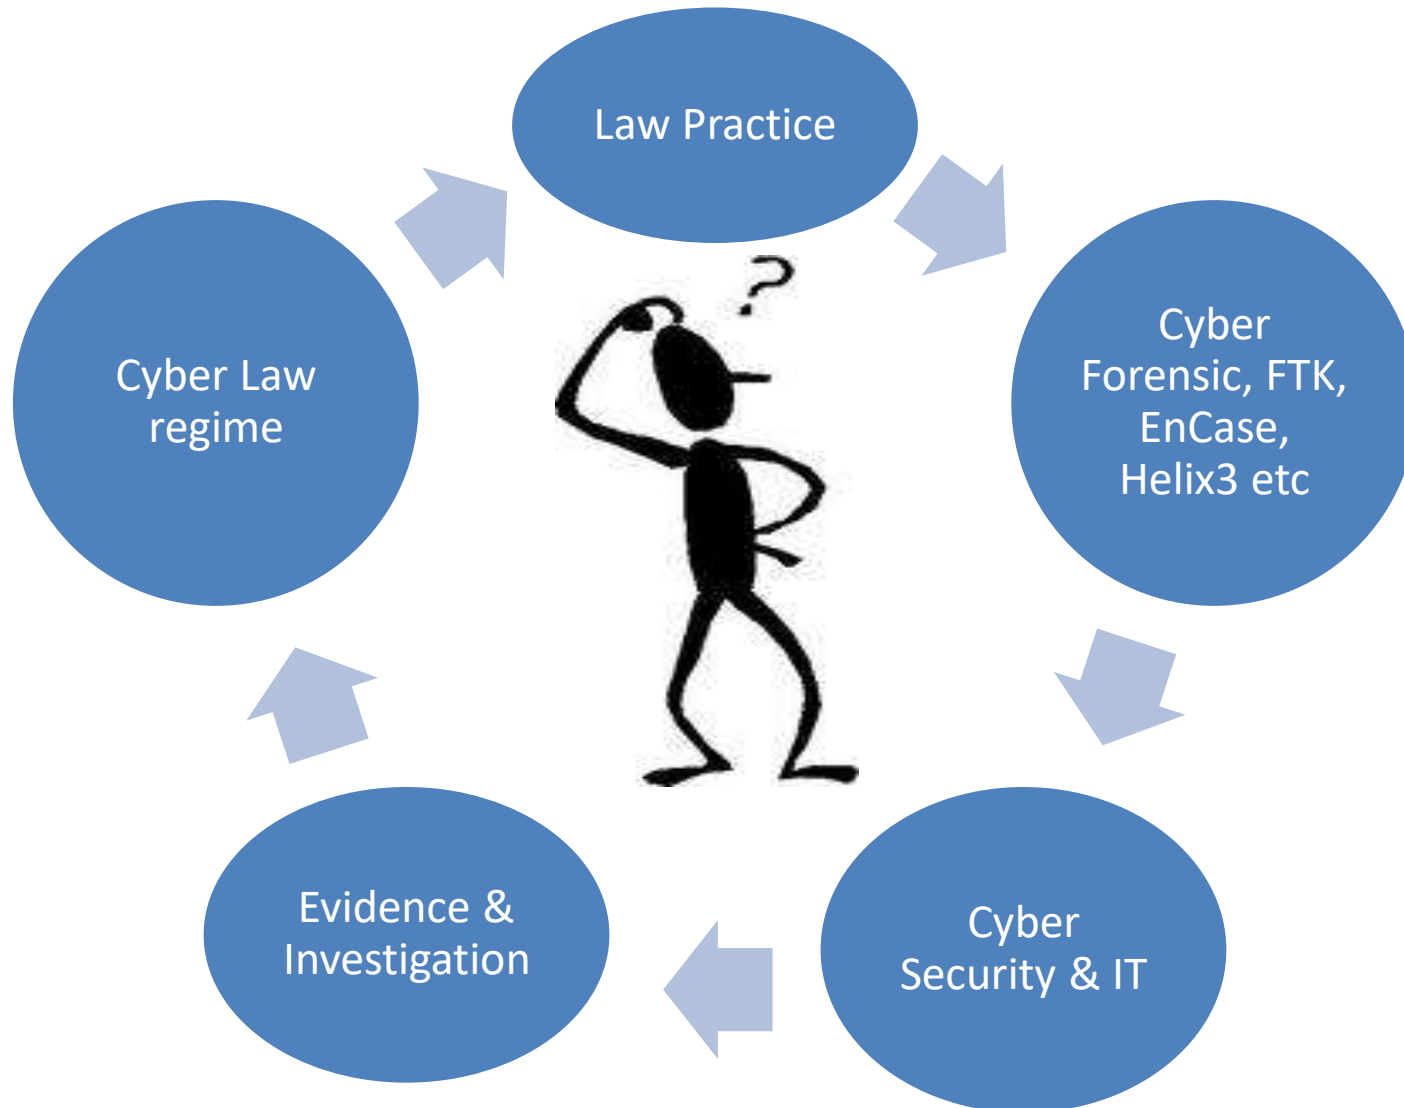 Law Practice
?
Cyber
Forensic, FTK,
EnCase,
Helix3 etc
Cyber
Security & IT
Evidence &
Investigation
Cyber Law
regime